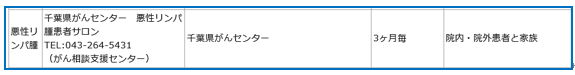 悪性リンパ腫
千葉県がんセンター　悪性リンパ腫患者サロン
TEL:043-264-5431
（がん相談支援センター）
千葉県がんセンター
3ヶ月毎
院内・院外患者と家族